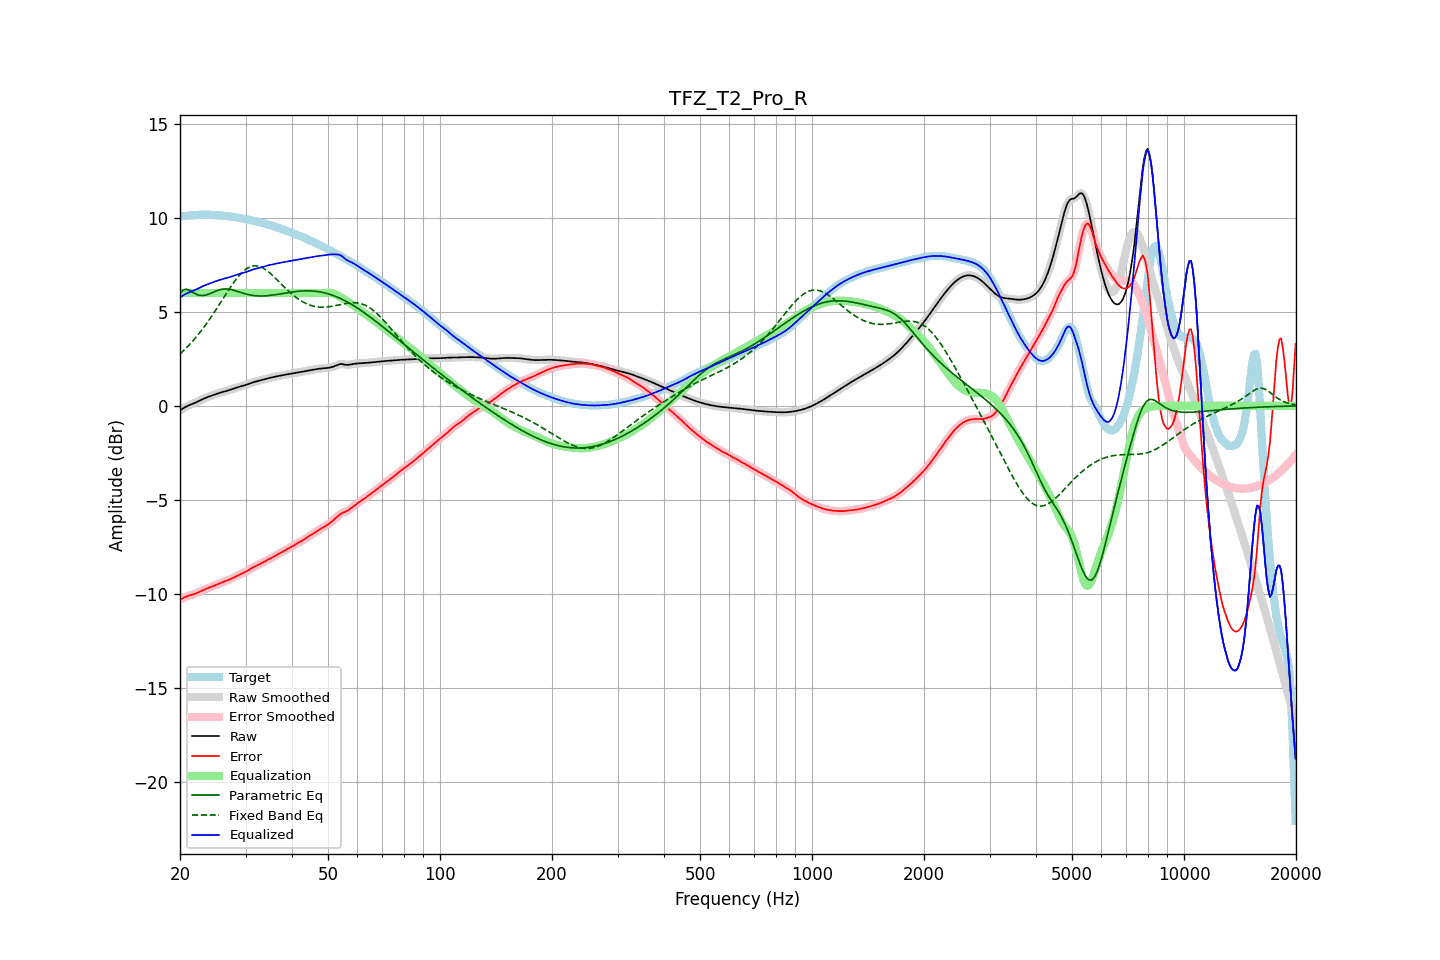 TFZ_T2_Pro_R
Amplitude (dBr)
15
10
5
0
−5
−10
−15
−20
Target
Raw Smoothed
Error Smoothed
Raw
Error
Equalization
Parametric Eq
Fixed Band Eq
Equalized
20
50
100
200
500
1000
2000
5000
10000
20000
Frequency (Hz)